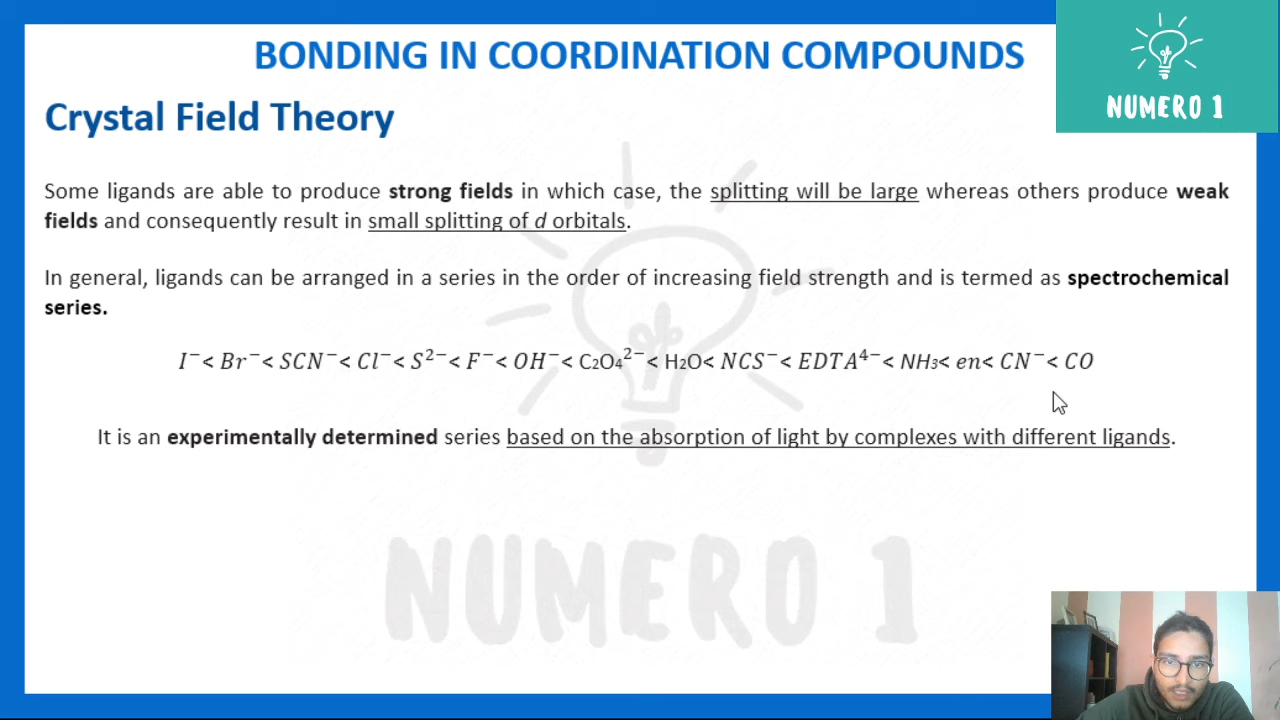 BONDING IN COORDINATION COMPOUNDS
NUMERO 1
Crystal Field Theory
Some ligands are able to produce strong fields in which case, the splitting will be large whereas others produce weak
fields and consequently result in small splitting of d orbitals.
In general, ligands can be arranged in a series in the order of increasing field strength and is termed as spectrochemical
series.
I⁻< Br⁻< SCN⁻< Cl⁻< S²⁻< F⁻< OH⁻< C₂O₄²⁻< H₂O< NCS⁻< EDTA⁴⁻< NH₃< en< CN⁻< CO
It is an experimentally determined series based on the absorption of light by complexes with different ligands.
NUMERO 1